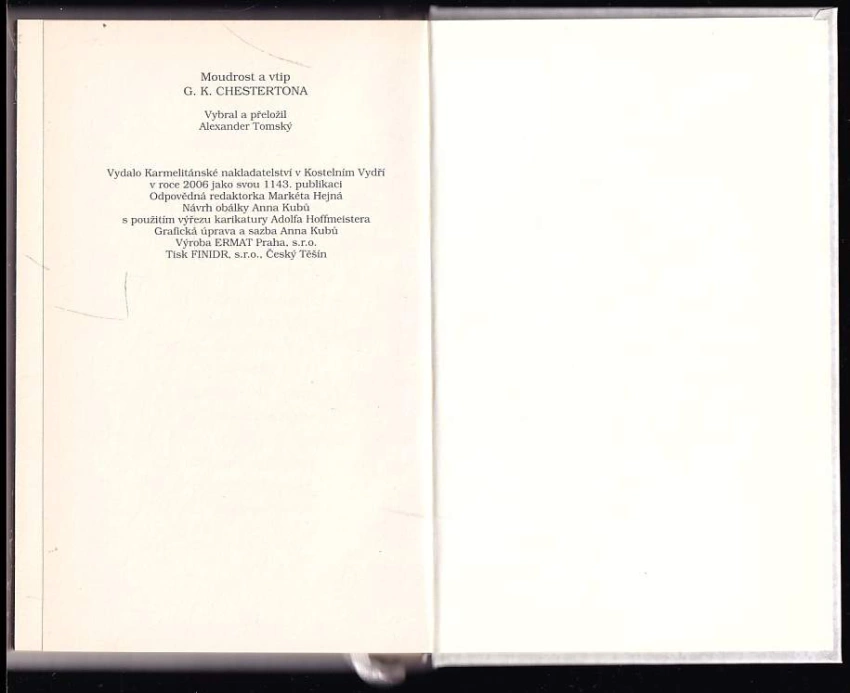 Moudrost a vtip
G. K. CHESTERTONA
Vybral a přeložil
Alexander Tomský
Vydalo Karmelitánské nakladatelství v Kostelním Vydří
v roce 2006 jako svou 1143. publikaci
Odpovědná redaktorka Markéta Hejná
Návrh obálky Anna Kubů
s použitím výřezu karikatury Adolfa Hoffmeistera
Grafická úprava a sazba Anna Kubů
Výroba ERMAT Praha, s.r.o.
Tisk FINIDR, s.r.o., Český Těšín